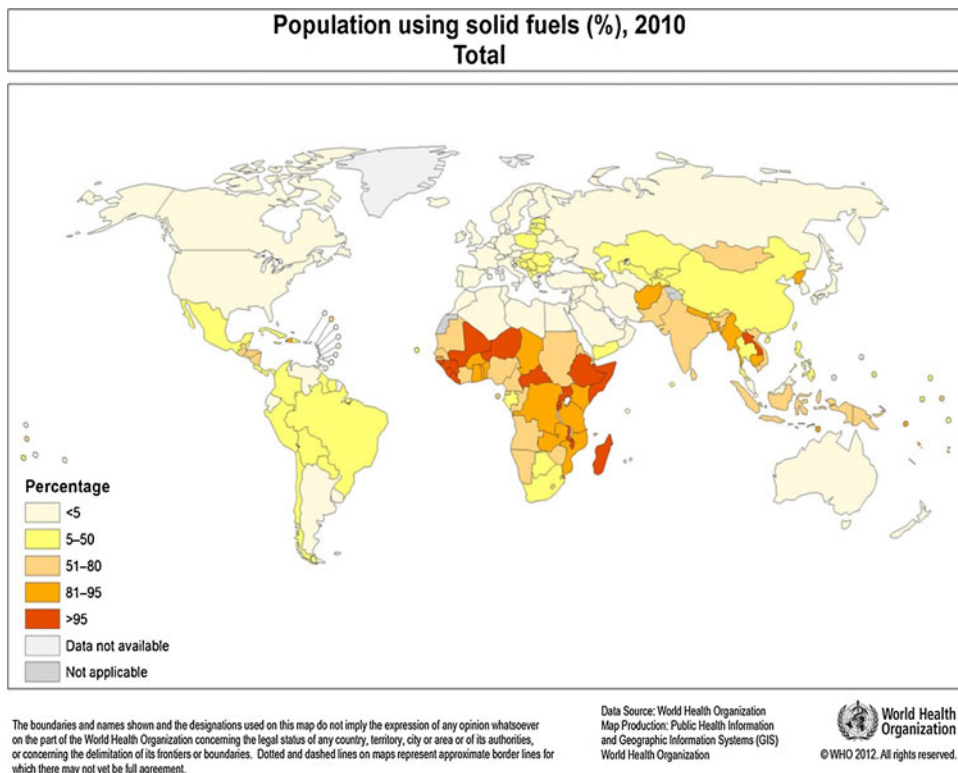 Population using solid fuels (%), 2010
Total
Percentage
<5
5–50
51–80
81–95
>95
Data not available
Not applicable
The boundaries and names shown and the designations used on this map do not imply the expression of any opinion whatsoever
on the part of the World Health Organization concerning the legal status of any country, territory, city or area or of its authorities,
or concerning the delimitation of its frontiers or boundaries. Dotted and dashed lines on maps represent approximate border lines for
which there may not yet be full agreement.
Data Source: World Health Organization
Map Production: Public Health Information
and Geographic Information Systems (GIS)
World Health Organization
World Health
Organization
© WHO 2012. All rights reserved.